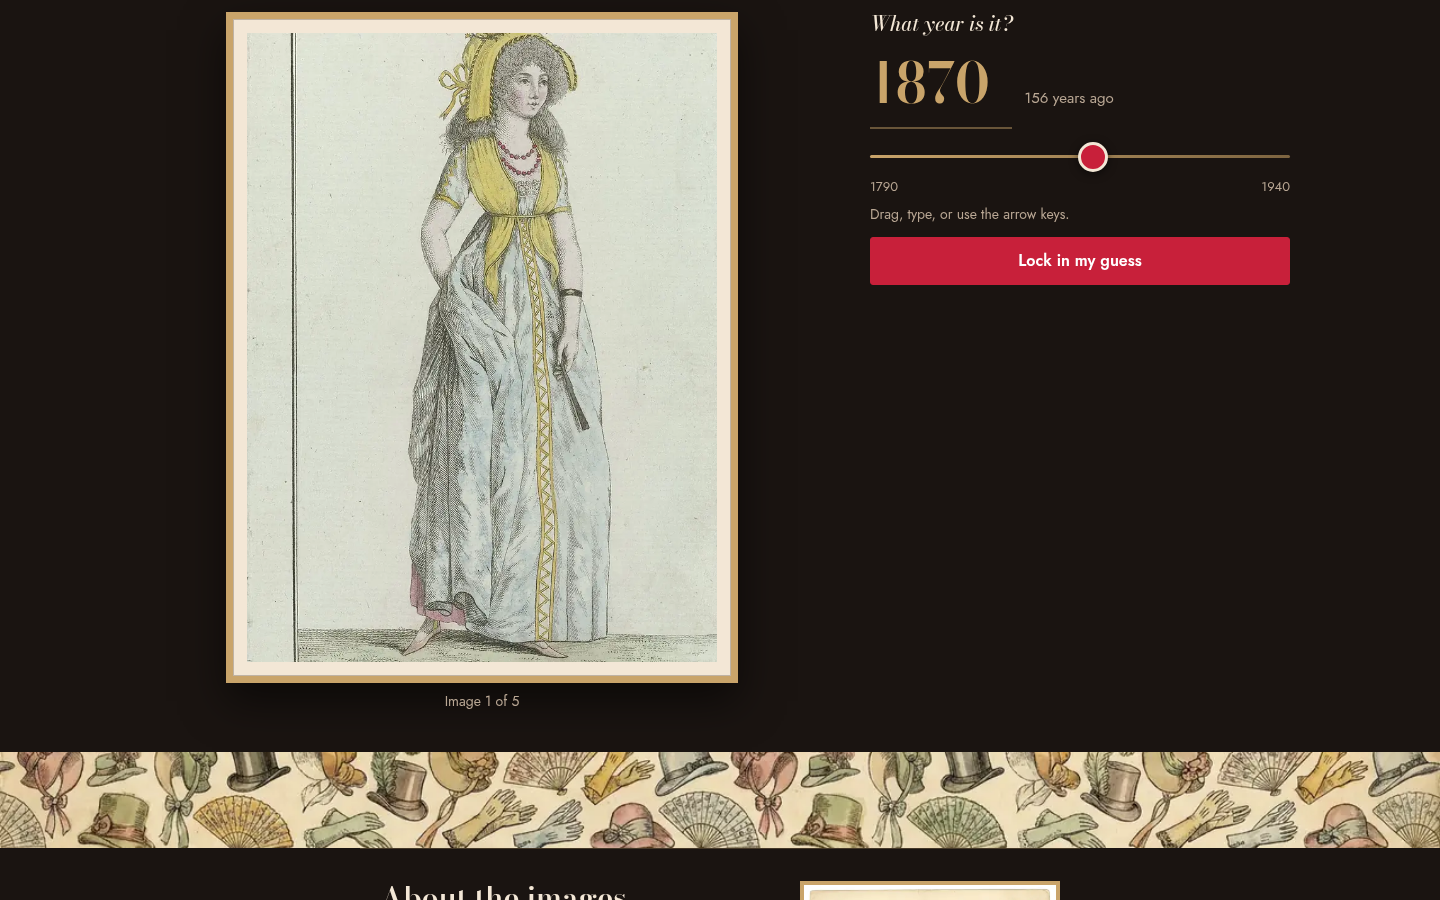 What year is it?
1870
156 years ago
1790
1940
Drag, type, or use the arrow keys.
Lock in my guess
Image 1 of 5
About the images